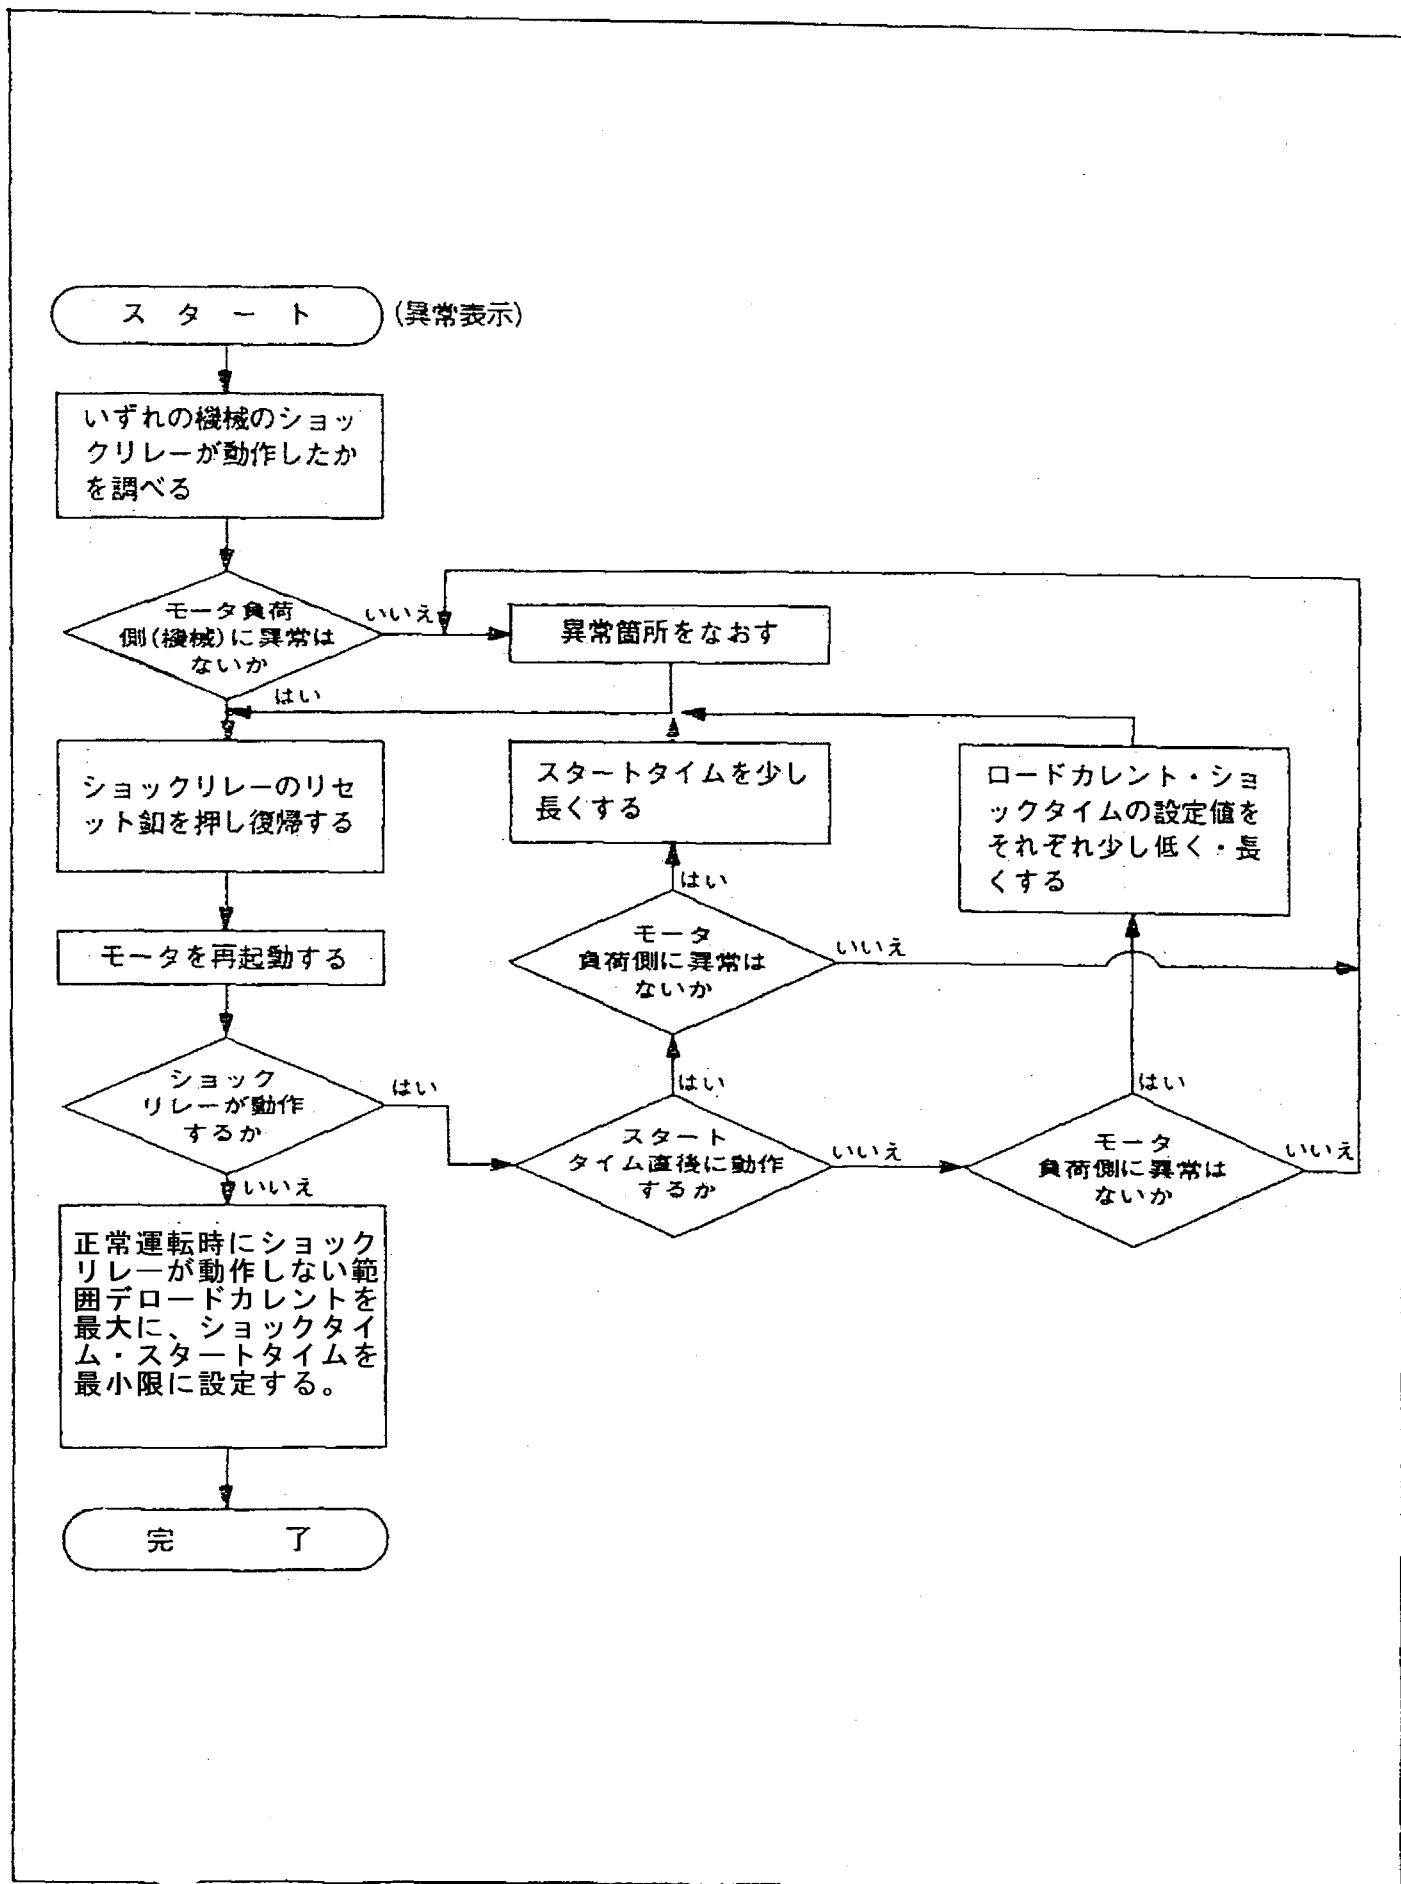 スタート
(異常表示)
いずれの機械のショッ
クリレーが動作したか
を調べる
モータ負荷
側(機械)に異常は
ないか
いいえ
異常箇所をなおす
はい
ショックリレーのリセ
ット釦を押し復帰する
スタートタイムを少し
長くする
ロードカレント・ショ
ックタイムの設定値を
それぞれ少し低く・長
くする
はい
モータを再起動する
モータ
負荷側に異常は
ないか
いいえ
ショック
リレーが動作
するか
はい
はい
スタート
タイム直後に動作
するか
いいえ
はい
モータ
負荷側に異常は
ないか
いいえ
いいえ
正常運転時にショック
リレーが動作しない範
囲デロードカレントを
最大に、ショックタイ
ム・スタートタイムを
最小限に設定する。
完了